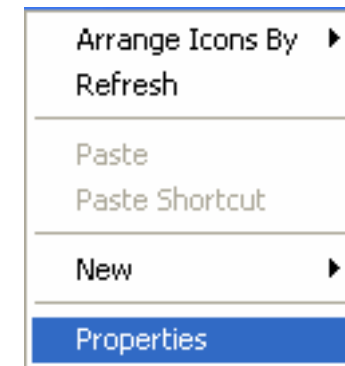 Arrange Icons By
Refresh
Paste
Paste Shortcut
New
Properties